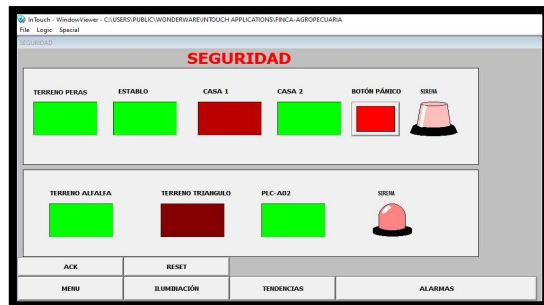 InTouch - WindowViewer - C:\USERS\PUBLIC\WONDERWARE\INTOUCH APPLICATIONS\FINCA-AGROPECUARIA
File Logic Special
SEGURIDAD
SEGURIDAD
TERRENO PERAS ESTABLO CASA 1 CASA 2 BOTÓN PÁNICO SIRENA
TERRENO ALFALFA TERRENO TRIANGULO PLC-A02 SIRENA
ACK RESET
MENU ILUMINACIÓN TENDENCIAS ALARMAS